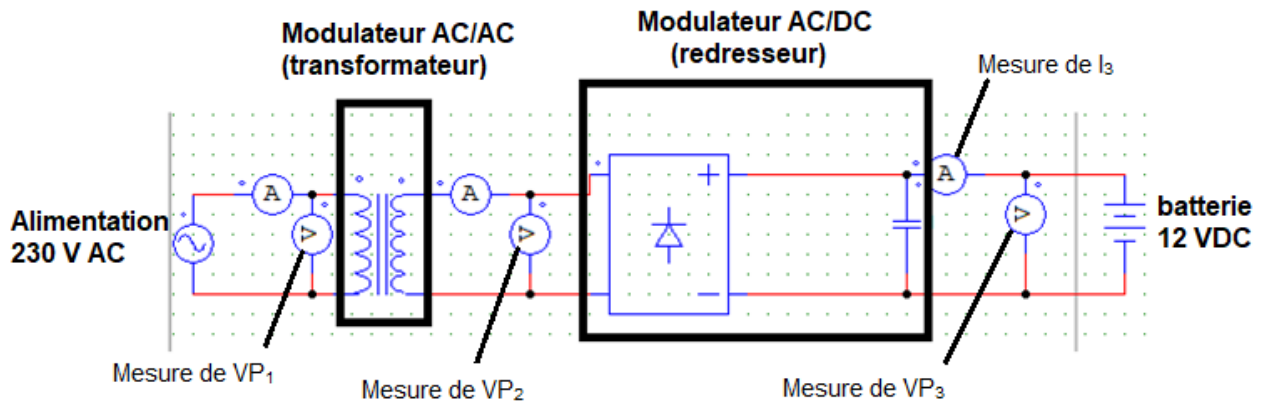 Modulateur AC/AC
(transformateur)
Modulateur AC/DC
(redresseur)
Mesure de I₃
Alimentation
230 V AC
A
V
A
V
A
V
batterie
12 VDC
Mesure de VP₁
Mesure de VP₂
Mesure de VP₃